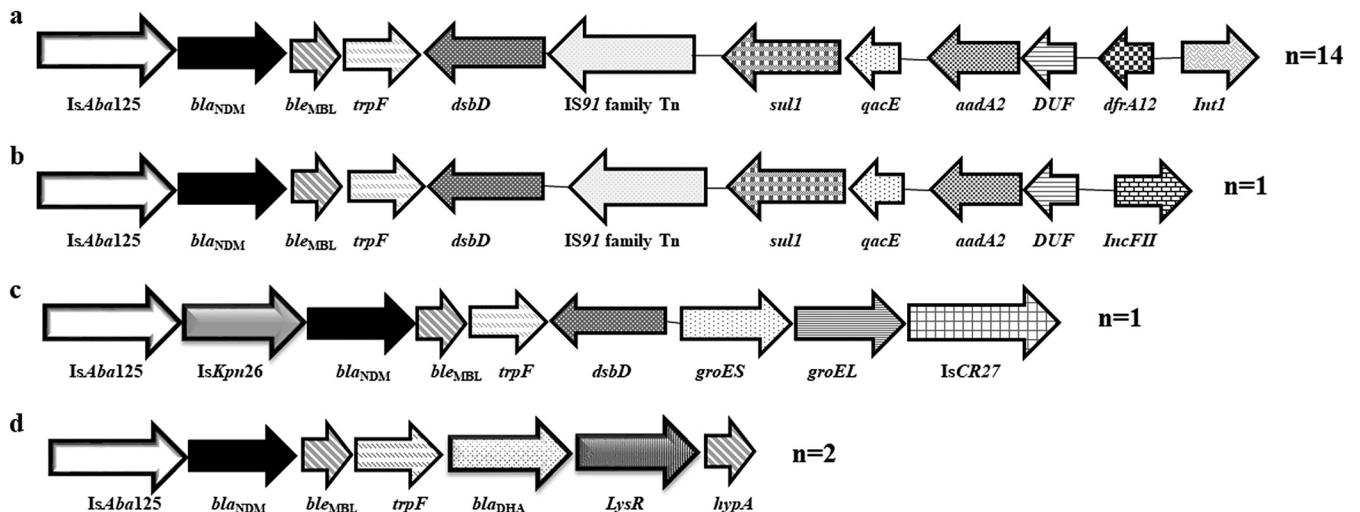 a
n=14
IsAba125 blaNDM bleMBL trpF dsbD IS91 family Tn sul1 qacE aadA2 DUF dfrA12 Int1
b
n=1
IsAba125 blaNDM bleMBL trpF dsbD IS91 family Tn sul1 qacE aadA2 DUF IncFII
c
n=1
IsAba125 IsKpn26 blaNDM bleMBL trpF dsbD groES groEL IsCR27
d
n=2
IsAba125 blaNDM bleMBL trpF blaDHA LysR hypA